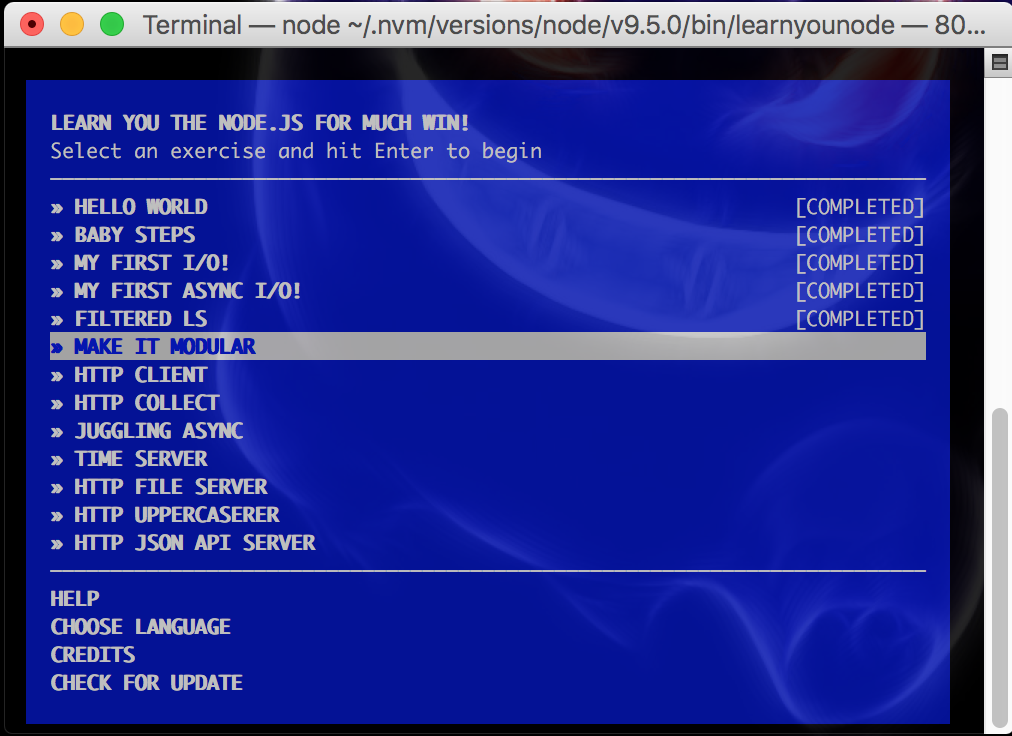 Terminal — node ~/.nvm/versions/node/v9.5.0/bin/learnyounode — 80...
LEARN YOU THE NODE.JS FOR MUCH WIN!
Select an exercise and hit Enter to begin
» HELLO WORLD [COMPLETED]
» BABY STEPS [COMPLETED]
» MY FIRST I/O! [COMPLETED]
» MY FIRST ASYNC I/O! [COMPLETED]
» FILTERED LS [COMPLETED]
» MAKE IT MODULAR
» HTTP CLIENT
» HTTP COLLECT
» JUGGLING ASYNC
» TIME SERVER
» HTTP FILE SERVER
» HTTP UPPERCASERER
» HTTP JSON API SERVER
HELP
CHOOSE LANGUAGE
CREDITS
CHECK FOR UPDATE